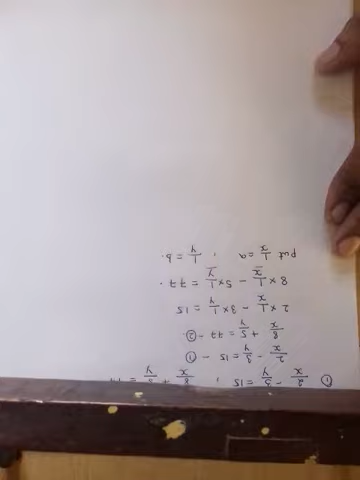 ① 2/x - 3/y = 15 , 8/x + 5/y = 77
2/x - 3/y = 15 - ①
8/x + 5/y = 77 - ②
2 × 1/x - 3 × 1/y = 15
8 × 1/x - 5 × 1/y = 77.
put 1/x = a , 1/y = b.